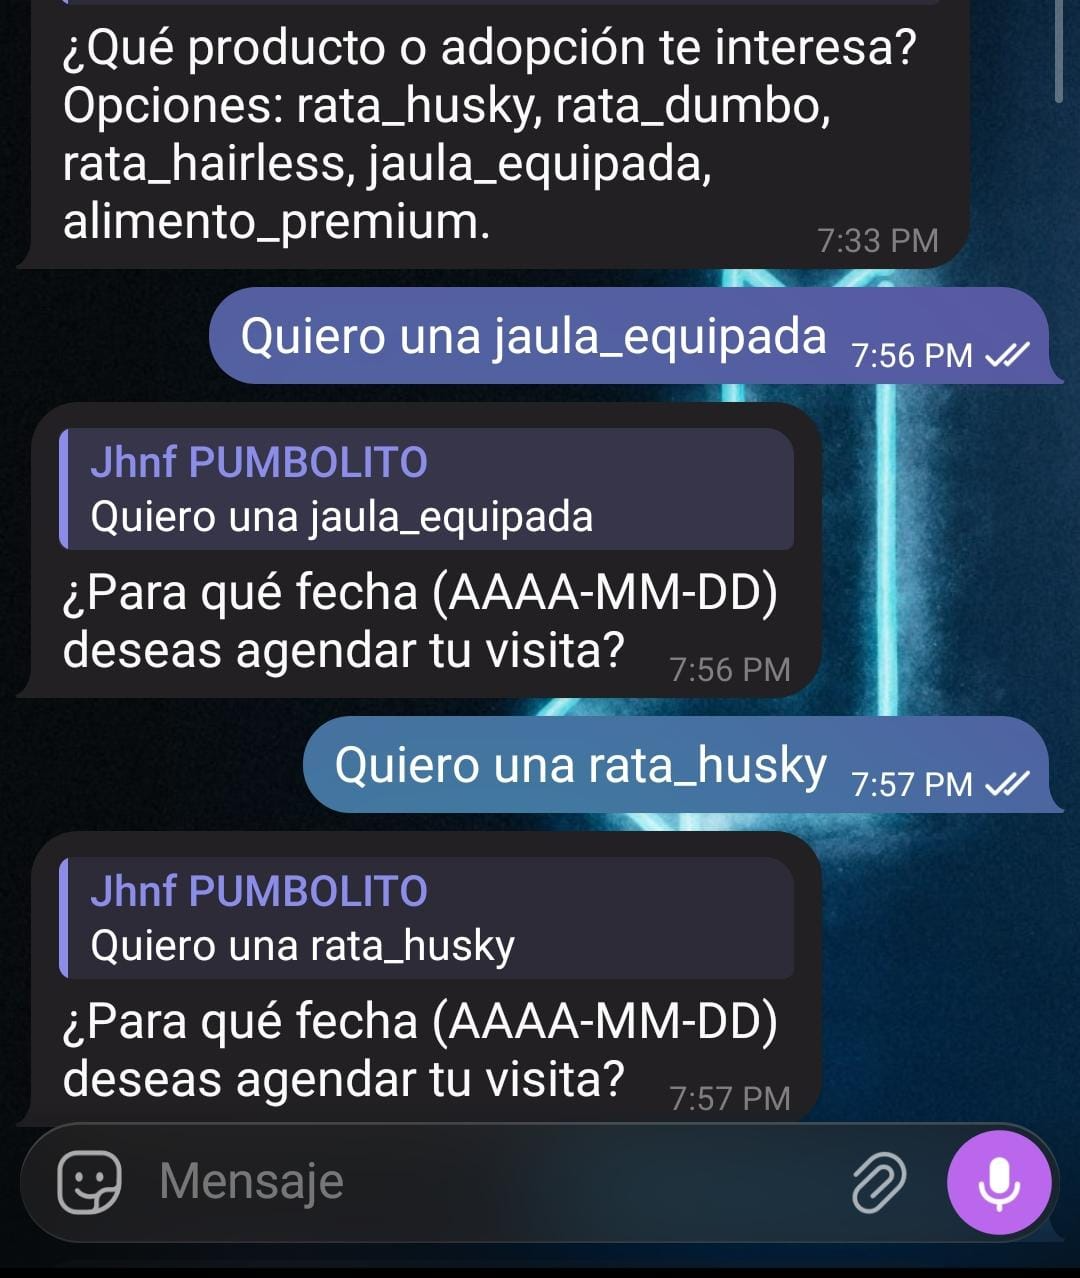 ¿Qué producto o adopción te interesa?
Opciones: rata_husky, rata_dumbo,
rata_hairless, jaula_equipada,
alimento_premium.
7:33 PM
Quiero una jaula_equipada
7:56 PM
Jhnf PUMBOLITO
Quiero una jaula_equipada
¿Para qué fecha (AAAA-MM-DD)
deseas agendar tu visita?
7:56 PM
Quiero una rata_husky
7:57 PM
Jhnf PUMBOLITO
Quiero una rata_husky
¿Para qué fecha (AAAA-MM-DD)
deseas agendar tu visita?
7:57 PM
Mensaje